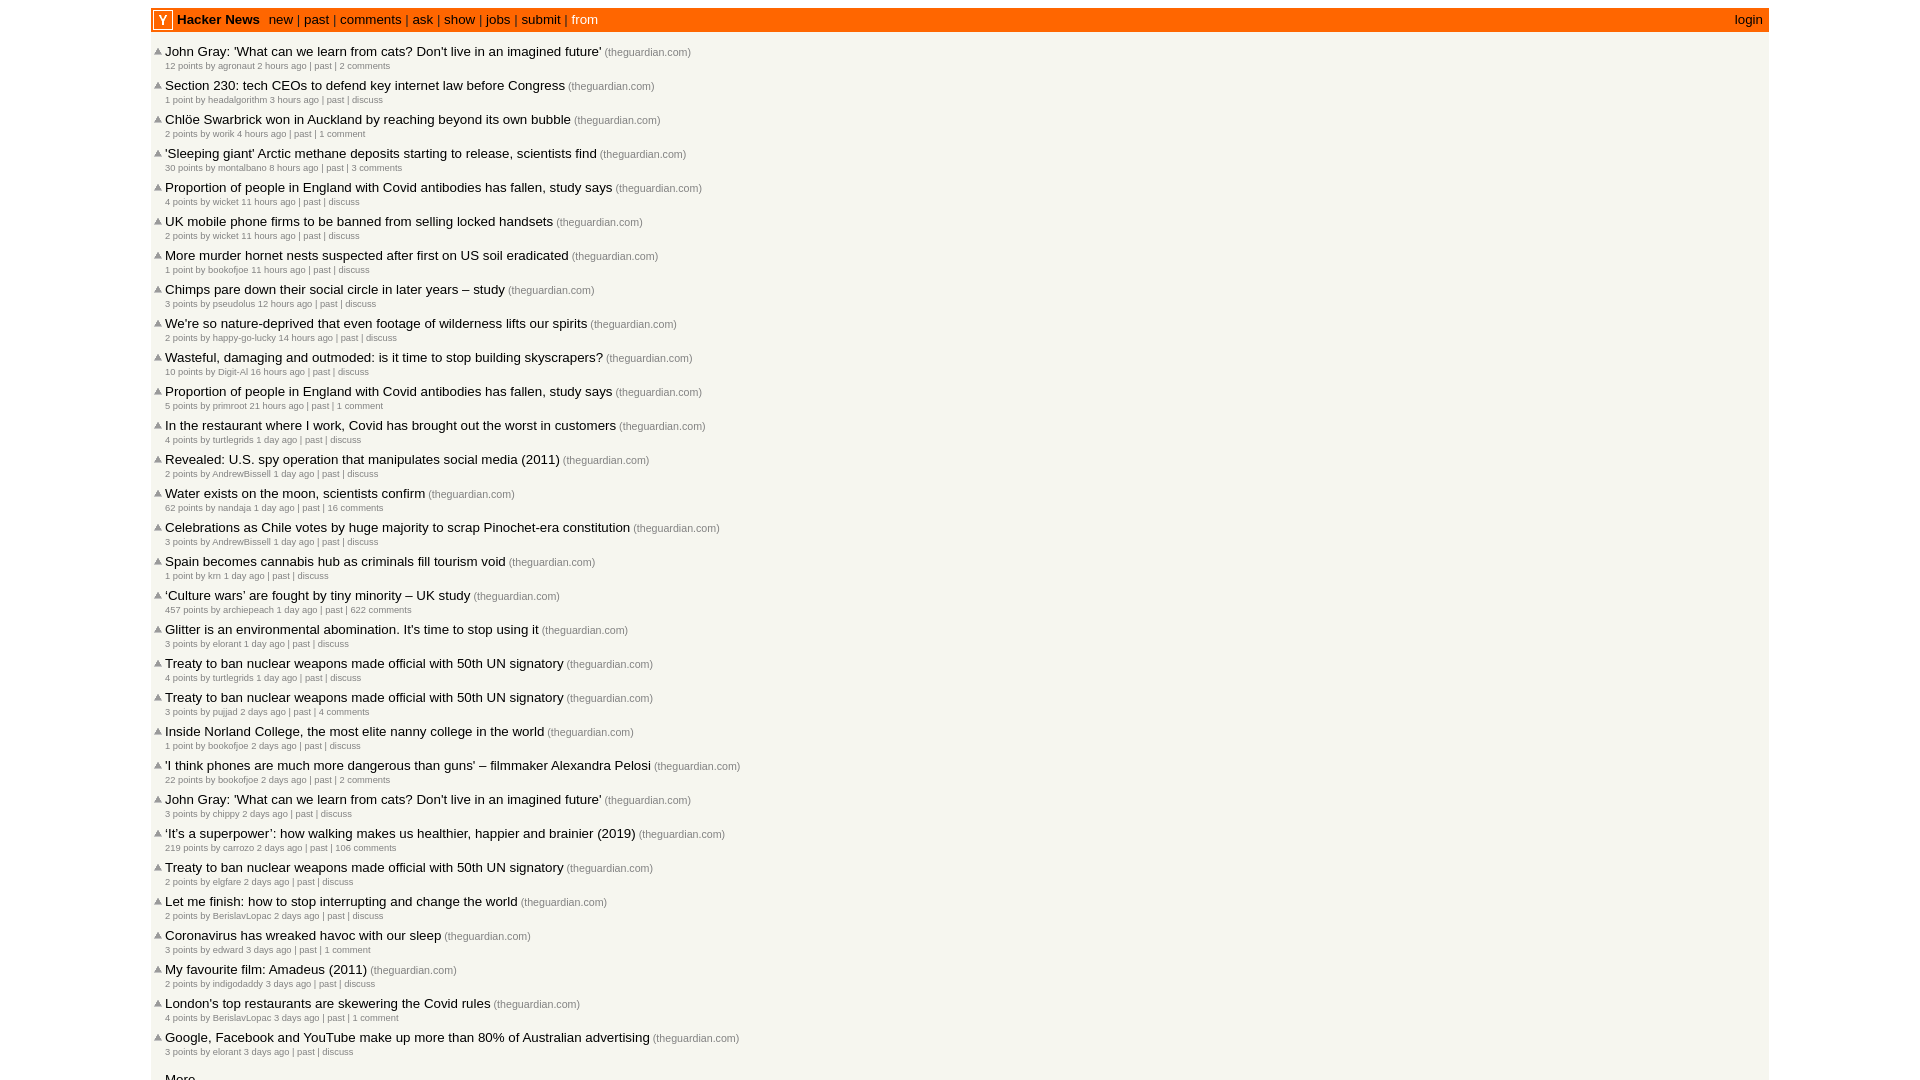 Y Hacker News new | past | comments | ask | show | jobs | submit | from login
John Gray: 'What can we learn from cats? Don't live in an imagined future' (theguardian.com)
12 points by agronaut 2 hours ago | past | 2 comments
Section 230: tech CEOs to defend key internet law before Congress (theguardian.com)
1 point by headalgorithm 3 hours ago | past | discuss
Chlöe Swarbrick won in Auckland by reaching beyond its own bubble (theguardian.com)
2 points by worik 4 hours ago | past | 1 comment
'Sleeping giant' Arctic methane deposits starting to release, scientists find (theguardian.com)
30 points by montalbano 8 hours ago | past | 3 comments
Proportion of people in England with Covid antibodies has fallen, study says (theguardian.com)
4 points by wicket 11 hours ago | past | discuss
UK mobile phone firms to be banned from selling locked handsets (theguardian.com)
2 points by wicket 11 hours ago | past | discuss
More murder hornet nests suspected after first on US soil eradicated (theguardian.com)
1 point by bookofjoe 11 hours ago | past | discuss
Chimps pare down their social circle in later years – study (theguardian.com)
3 points by pseudolus 12 hours ago | past | discuss
We're so nature-deprived that even footage of wilderness lifts our spirits (theguardian.com)
2 points by happy-go-lucky 14 hours ago | past | discuss
Wasteful, damaging and outmoded: is it time to stop building skyscrapers? (theguardian.com)
10 points by Digit-Al 16 hours ago | past | discuss
Proportion of people in England with Covid antibodies has fallen, study says (theguardian.com)
5 points by primroot 21 hours ago | past | 1 comment
In the restaurant where I work, Covid has brought out the worst in customers (theguardian.com)
4 points by turtlegrids 1 day ago | past | discuss
Revealed: U.S. spy operation that manipulates social media (2011) (theguardian.com)
2 points by AndrewBissell 1 day ago | past | discuss
Water exists on the moon, scientists confirm (theguardian.com)
62 points by nandaja 1 day ago | past | 16 comments
Celebrations as Chile votes by huge majority to scrap Pinochet-era constitution (theguardian.com)
3 points by AndrewBissell 1 day ago | past | discuss
Spain becomes cannabis hub as criminals fill tourism void (theguardian.com)
1 point by krn 1 day ago | past | discuss
‘Culture wars’ are fought by tiny minority – UK study (theguardian.com)
457 points by archiepeach 1 day ago | past | 622 comments
Glitter is an environmental abomination. It's time to stop using it (theguardian.com)
3 points by elorant 1 day ago | past | discuss
Treaty to ban nuclear weapons made official with 50th UN signatory (theguardian.com)
4 points by turtlegrids 1 day ago | past | discuss
Treaty to ban nuclear weapons made official with 50th UN signatory (theguardian.com)
3 points by pujjad 2 days ago | past | 4 comments
Inside Norland College, the most elite nanny college in the world (theguardian.com)
1 point by bookofjoe 2 days ago | past | discuss
'I think phones are much more dangerous than guns' – filmmaker Alexandra Pelosi (theguardian.com)
22 points by bookofjoe 2 days ago | past | 2 comments
John Gray: 'What can we learn from cats? Don't live in an imagined future' (theguardian.com)
3 points by chippy 2 days ago | past | discuss
‘It’s a superpower’: how walking makes us healthier, happier and brainier (2019) (theguardian.com)
219 points by carrozo 2 days ago | past | 106 comments
Treaty to ban nuclear weapons made official with 50th UN signatory (theguardian.com)
2 points by elgfare 2 days ago | past | discuss
Let me finish: how to stop interrupting and change the world (theguardian.com)
2 points by BerislavLopac 2 days ago | past | discuss
Coronavirus has wreaked havoc with our sleep (theguardian.com)
3 points by edward 3 days ago | past | 1 comment
My favourite film: Amadeus (2011) (theguardian.com)
2 points by indigodaddy 3 days ago | past | discuss
London's top restaurants are skewering the Covid rules (theguardian.com)
4 points by BerislavLopac 3 days ago | past | 1 comment
Google, Facebook and YouTube make up more than 80% of Australian advertising (theguardian.com)
3 points by elorant 3 days ago | past | discuss
More